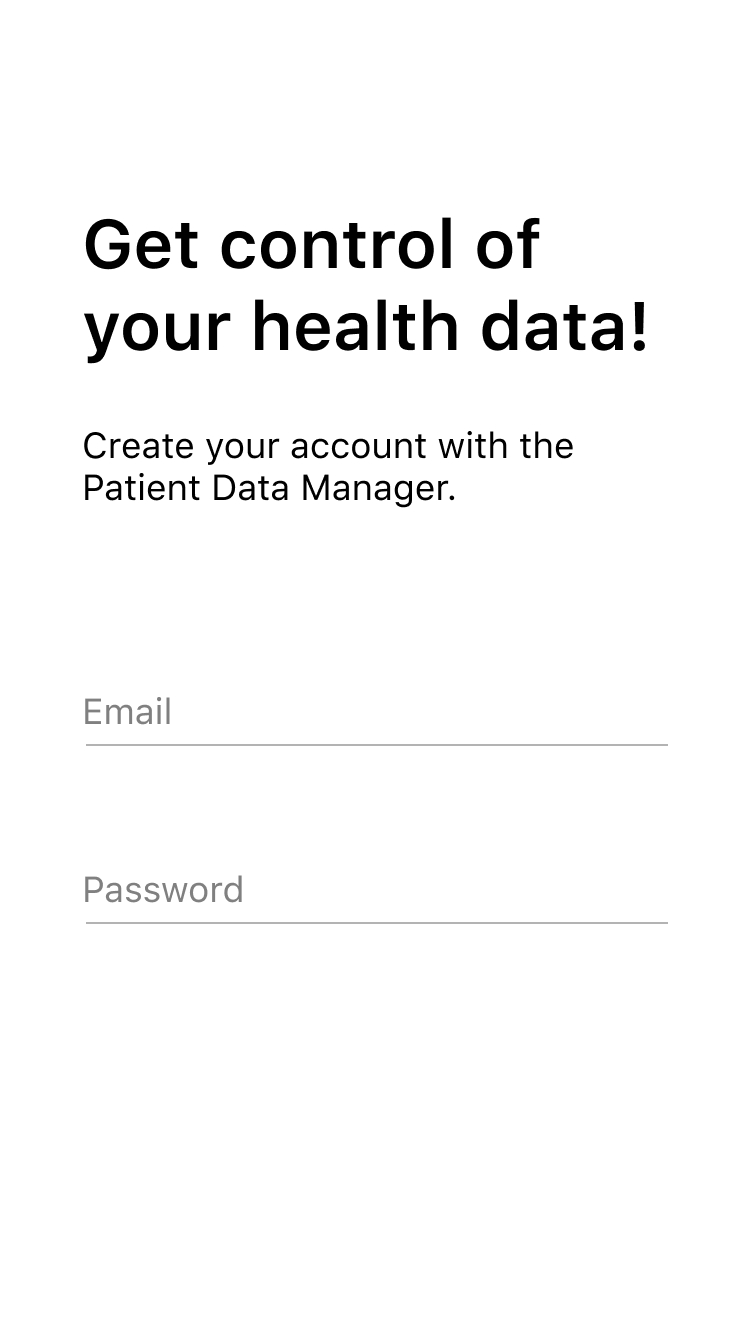 Get control of
your health data!
Create your account with the
Patient Data Manager.
Email
Password